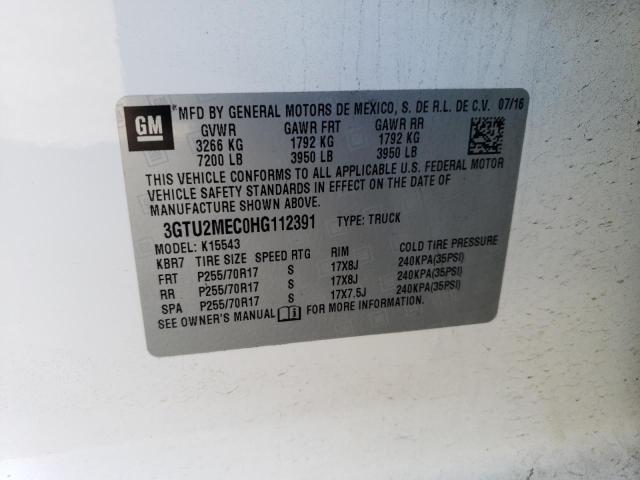 GM
MFD BY GENERAL MOTORS DE MEXICO, S. DE R.L. DE C.V. 07/16
GVWR GAWR FRT GAWR RR
3266 KG 1792 KG 1792 KG
7200 LB 3950 LB 3950 LB
THIS VEHICLE CONFORMS TO ALL APPLICABLE U.S. FEDERAL MOTOR
VEHICLE SAFETY STANDARDS IN EFFECT ON THE DATE OF
MANUFACTURE SHOWN ABOVE.
3GTU2MEC0HG112391 TYPE: TRUCK
MODEL: K15543
KBR7 TIRE SIZE SPEED RTG RIM COLD TIRE PRESSURE
FRT P255/70R17 S 17X8J 240KPA(35PSI)
RR P255/70R17 S 17X8J 240KPA(35PSI)
SPA P255/70R17 S 17X7.5J 240KPA(35PSI)
SEE OWNER'S MANUAL FOR MORE INFORMATION.